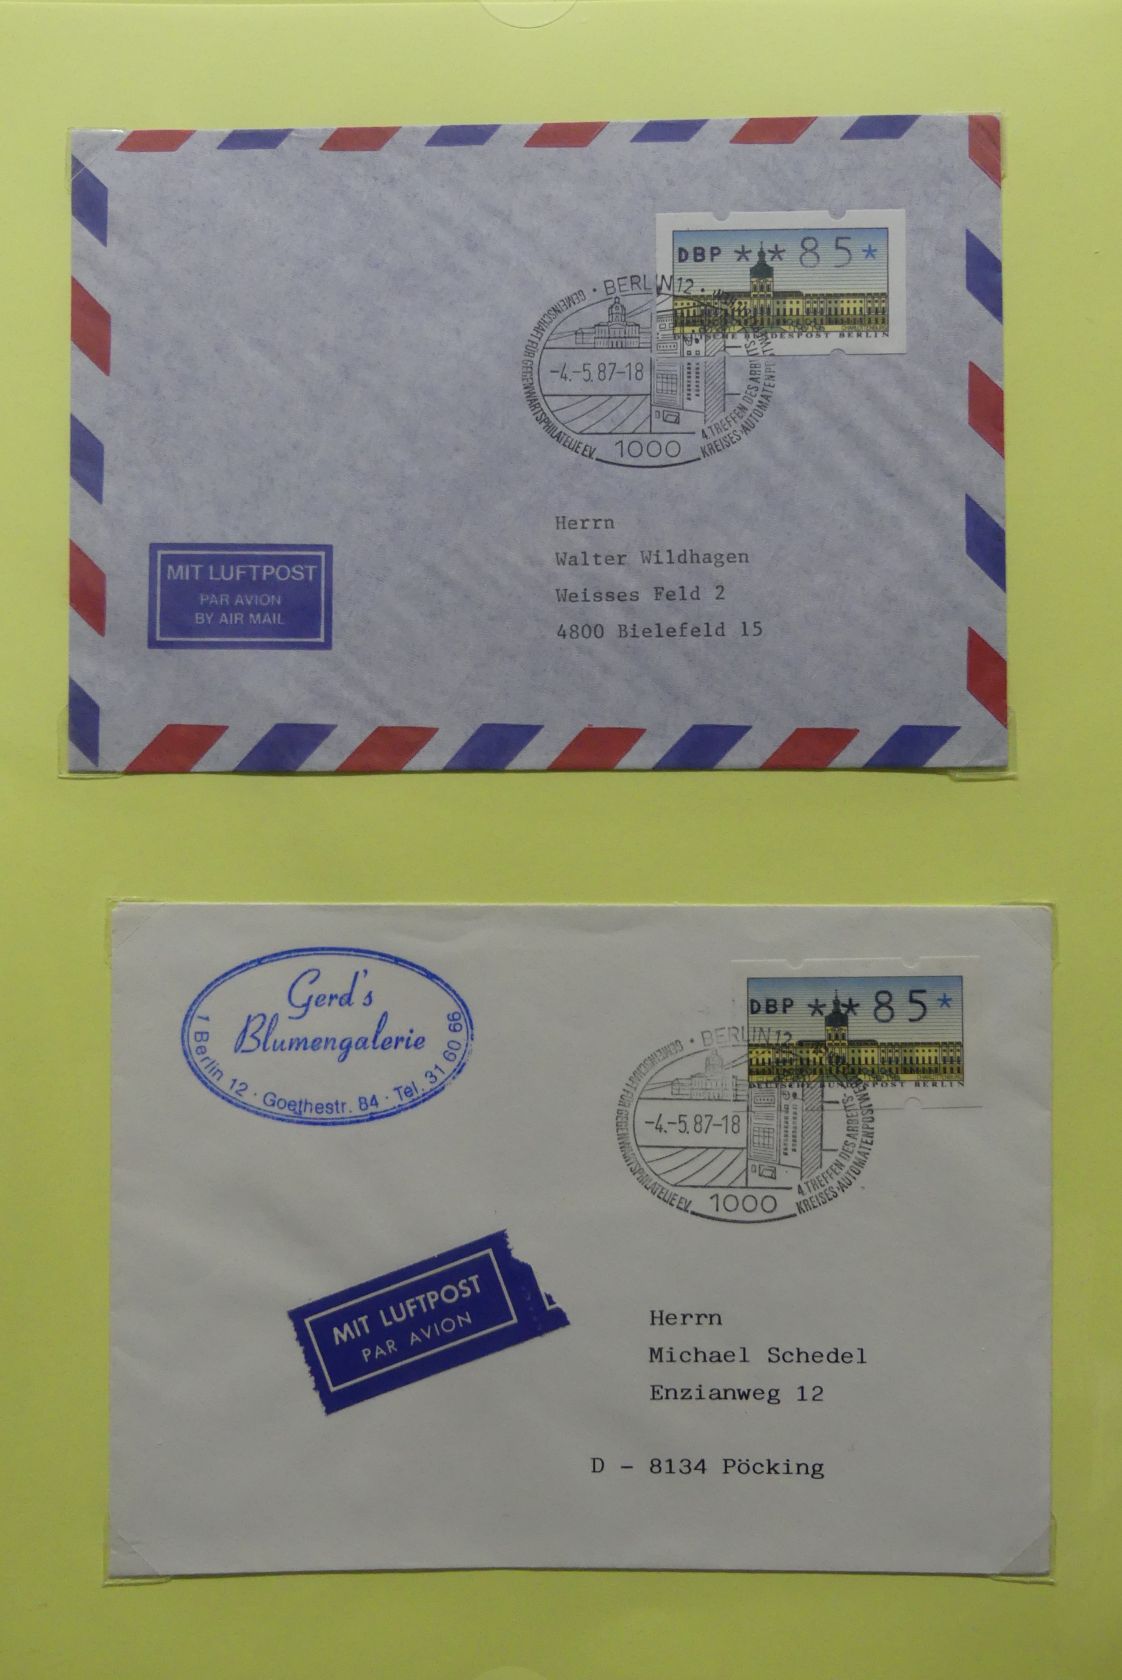 DBP ** 85*
DEUTSCHE BUNDESPOST BERLIN
· BERLIN 12 ·
GEMENSCHAFT FÜR GEGENWARTSPHILATELIE E.V.
-4.-5.87-18
4. TREFFEN DES ARBEITS-
KREISES-AUTOMATENPOSTWERTZEICHEN
1000
Herrn
Walter Wildhagen
Weisses Feld 2
4800 Bielefeld 15
MIT LUFTPOST
PAR AVION
BY AIR MAIL
Gerd's
Blumengalerie
1 Berlin 12 · Goethestr. 84 · Tel. 31 60 66
DBP ** 85*
DEUTSCHE BUNDESPOST BERLIN
· BERLIN 12
GEMENSCHAFT FÜR GEGENWARTSPHILATELIE E.V.
-4.-5.87-18
4. TREFFEN DES ARBEITS-
KREISES-AUTOMATENPOSTWER
1000
MIT LUFTPOST
PAR AVION
Herrn
Michael Schedel
Enzianweg 12
D - 8134 Pöcking